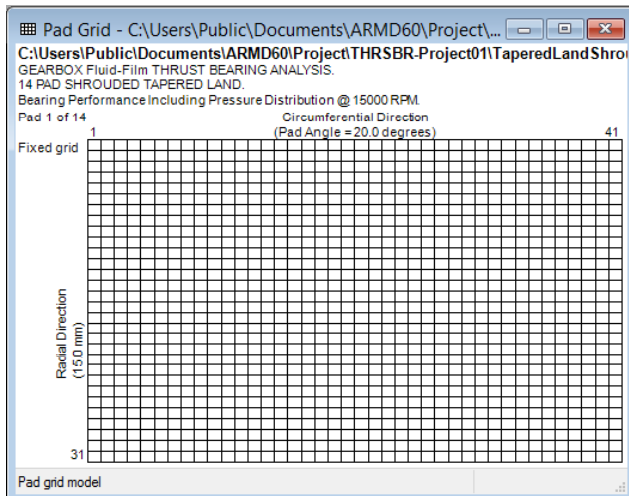 Pad Grid - C:\Users\Public\Documents\ARMD60\Project\...
C:\Users\Public\Documents\ARMD60\Project\THRSBR-Project01\TaperedLandShrou
GEARBOX Fluid-Film THRUST BEARING ANALYSIS.
14 PAD SHROUDED TAPERED LAND.
Bearing Performance Including Pressure Distribution @ 15000 RPM.
Pad 1 of 14
Circumferential Direction
1
(Pad Angle = 20.0 degrees)
41
Fixed grid
Radial Direction
(15.0 mm)
31
Pad grid model